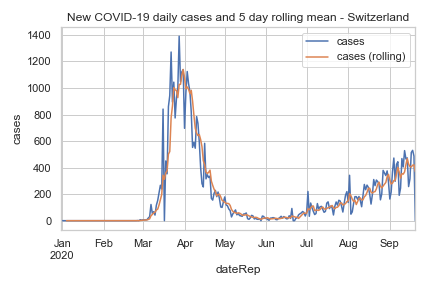 New COVID-19 daily cases and 5 day rolling mean - Switzerland
cases
cases (rolling)
cases
1400
1200
1000
800
600
400
200
0
Jan
2020
Feb
Mar
Apr
May
Jun
Jul
Aug
Sep
dateRep